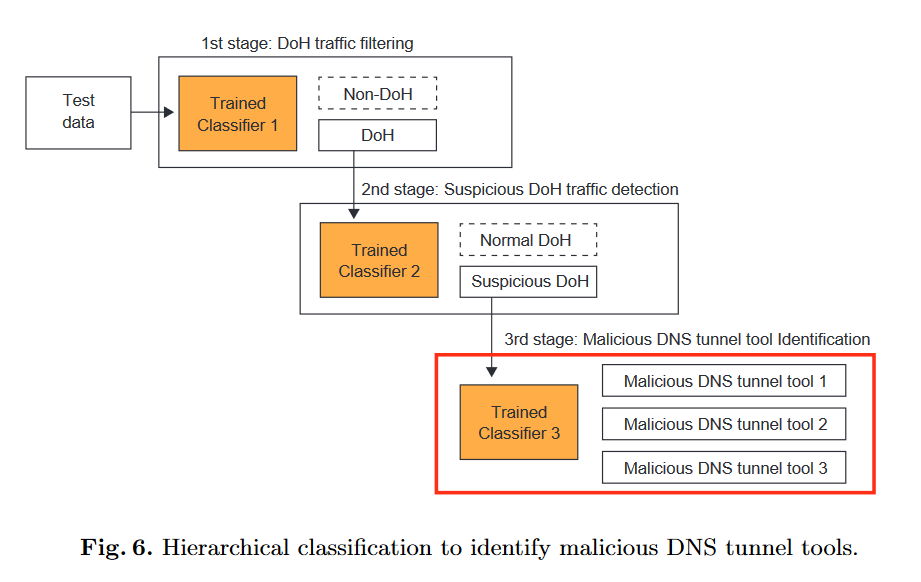 1st stage: DoH traffic filtering
Test
data
Trained
Classifier 1
Non-DoH
DoH
2nd stage: Suspicious DoH traffic detection
Trained
Classifier 2
Normal DoH
Suspicious DoH
3rd stage: Malicious DNS tunnel tool Identification
Trained
Classifier 3
Malicious DNS tunnel tool 1
Malicious DNS tunnel tool 2
Malicious DNS tunnel tool 3
Fig. 6. Hierarchical classification to identify malicious DNS tunnel tools.